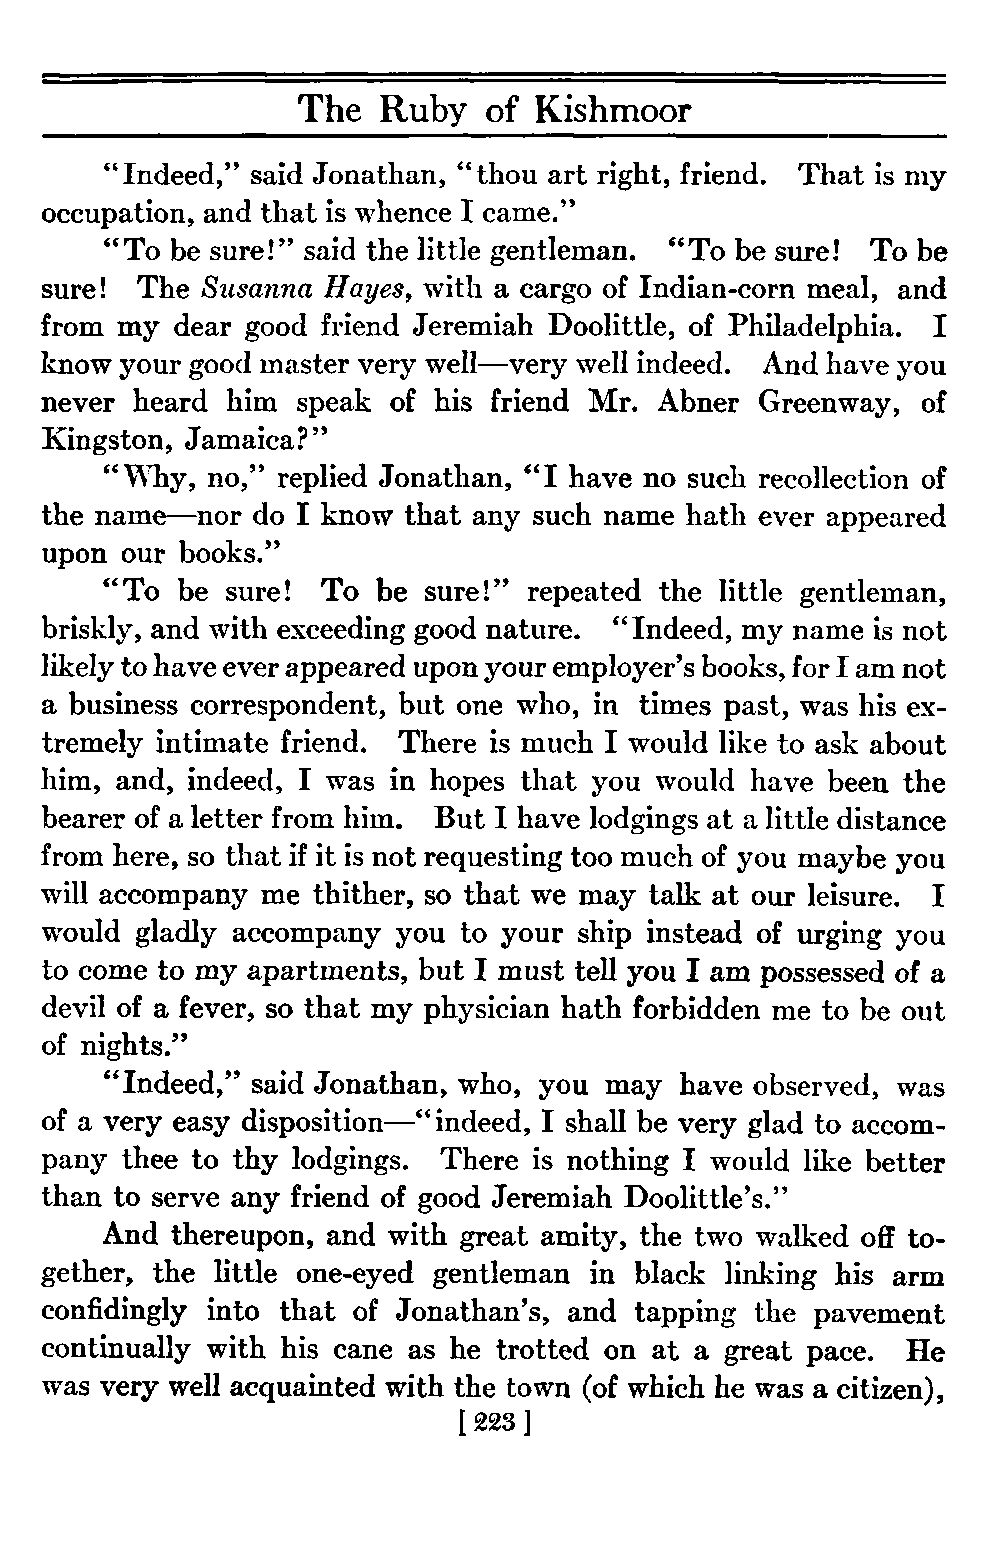 The Ruby of Kishmoor
"Indeed," said Jonathan, "thou art right, friend. That is my
occupation, and that is whence I came."
"To be sure!" said the little gentleman. "To be sure! To be
sure! The Susanna Hayes, with a cargo of Indian-corn meal, and
from my dear good friend Jeremiah Doolittle, of Philadelphia. I
know your good master very well—very well indeed. And have you
never heard him speak of his friend Mr. Abner Greenway, of
Kingston, Jamaica?"
"Why, no," replied Jonathan, "I have no such recollection of
the name—nor do I know that any such name hath ever appeared
upon our books."
"To be sure! To be sure!" repeated the little gentleman,
briskly, and with exceeding good nature. "Indeed, my name is not
likely to have ever appeared upon your employer's books, for I am not
a business correspondent, but one who, in times past, was his ex-
tremely intimate friend. There is much I would like to ask about
him, and, indeed, I was in hopes that you would have been the
bearer of a letter from him. But I have lodgings at a little distance
from here, so that if it is not requesting too much of you maybe you
will accompany me thither, so that we may talk at our leisure. I
would gladly accompany you to your ship instead of urging you
to come to my apartments, but I must tell you I am possessed of a
devil of a fever, so that my physician hath forbidden me to be out
of nights."
"Indeed," said Jonathan, who, you may have observed, was
of a very easy disposition—"indeed, I shall be very glad to accom-
pany thee to thy lodgings. There is nothing I would like better
than to serve any friend of good Jeremiah Doolittle's."
And thereupon, and with great amity, the two walked off to-
gether, the little one-eyed gentleman in black linking his arm
confidingly into that of Jonathan's, and tapping the pavement
continually with his cane as he trotted on at a great pace. He
was very well acquainted with the town (of which he was a citizen),
[ 223 ]